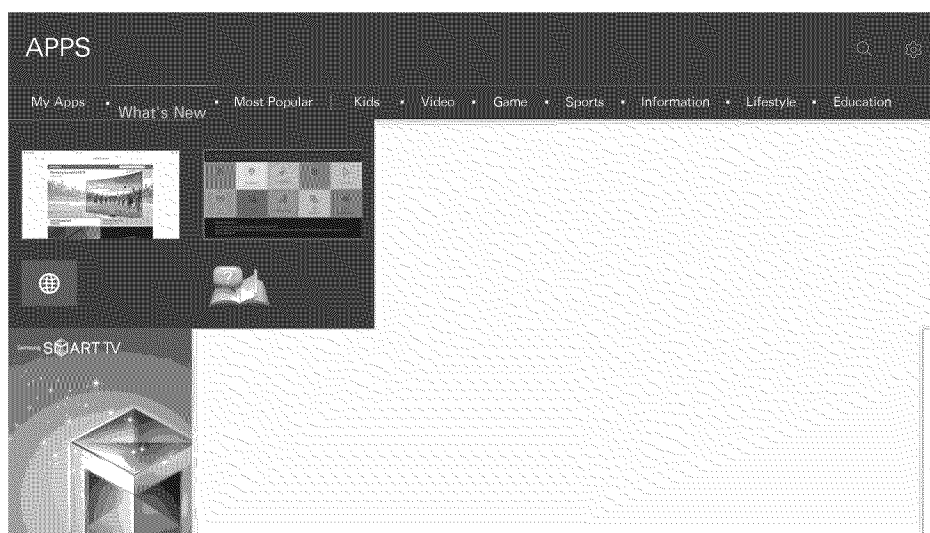 APPS
My Apps • What's New • Most Popular Kids • Video • Game • Sports • Information • Lifestyle • Education
?
SMART TV